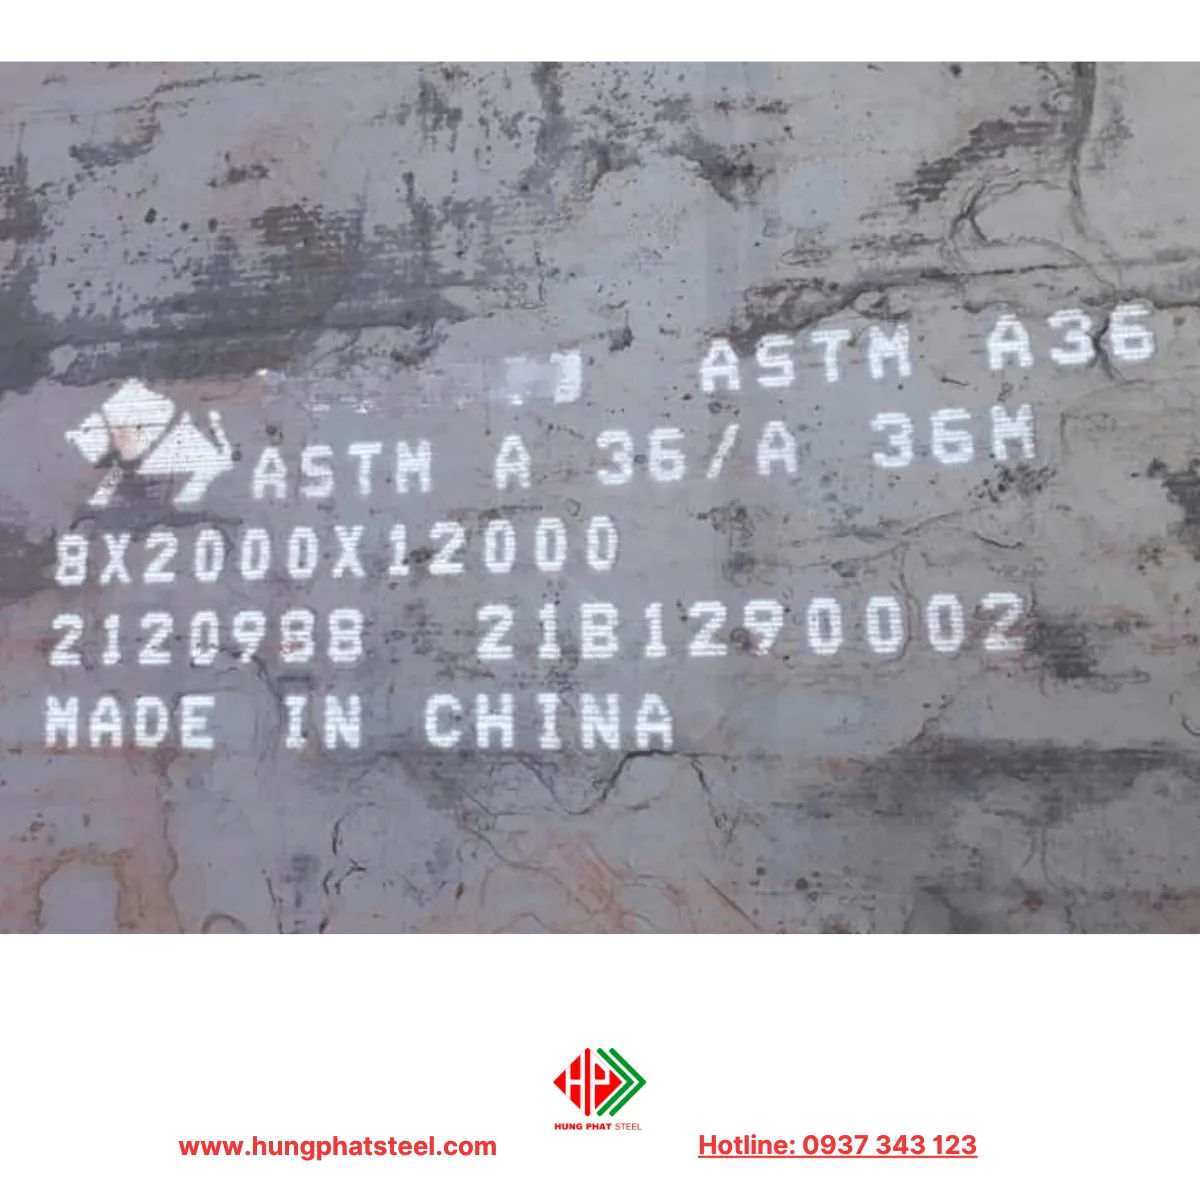 ASTM A36
ASTM A 36/A 36M
8X2000X12000
2120988 21B1290002
MADE IN CHINA
HUNG PHAT STEEL
www.hungphatsteel.com
Hotline: 0937 343 123